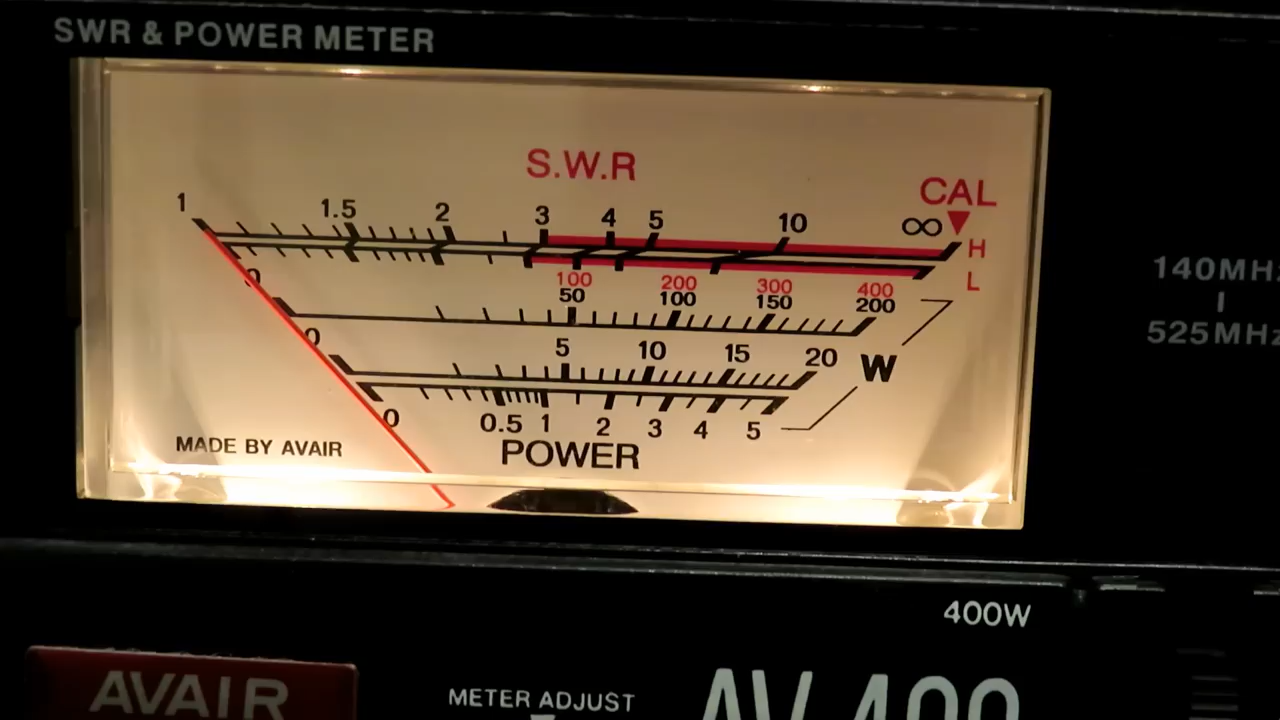 SWR & POWER METER
S.W.R
CAL
1 1.5 2 3 4 5 10 ∞
H
L
0 100 200 300 400
50 100 150 200
140MHz
525MHz
0 5 10 15 20
W
0 0.5 1 2 3 4 5
MADE BY AVAIR
POWER
400W
AVAIR
METER ADJUST
AV-400